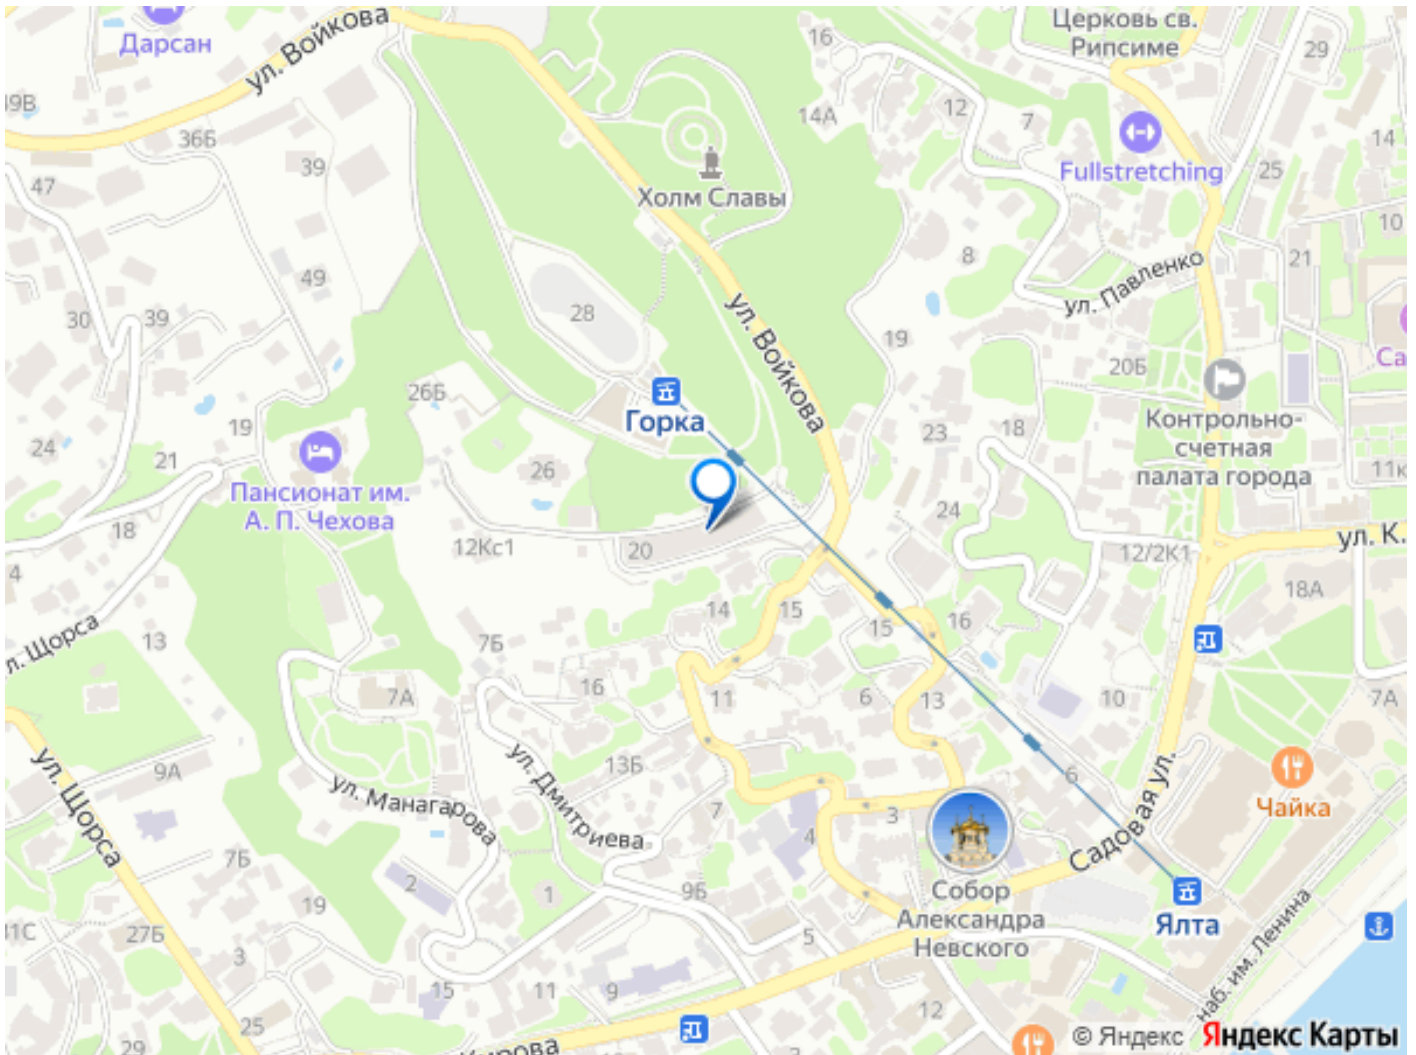 Дарсан
ул. Войкова
16
Церковь св.
Рипсиме
29
49В
36Б
39
14А
12
7
Fullstretching
14
25
47
Холм Славы
10
8
21
49
ул. Павленко
30
39
28
ул. Войкова
19
Са
20Б
26Б
Горка
Контрольно-
счетная
палата города
24
19
21
Пансионат им.
А. П. Чехова
26
23
18
11к
18
12Кс1
20
24
12/2К1
ул. К.
4
18А
л. Щорса
13
7Б
14
15
15
16
7А
16
11
6
13
10
7А
ул. Щорса
9А
ул. Манагарова
ул. Дмитриева
13Б
7
4
3
6
Садовая ул.
Чайка
7Б
2
1
9Б
Собор
Александра
Невского
Ялта
19
31С
27Б
3
15
11
9
5
12
25
29
Кирова
наб. им. Ленина
© Яндекс Яндекс Карты